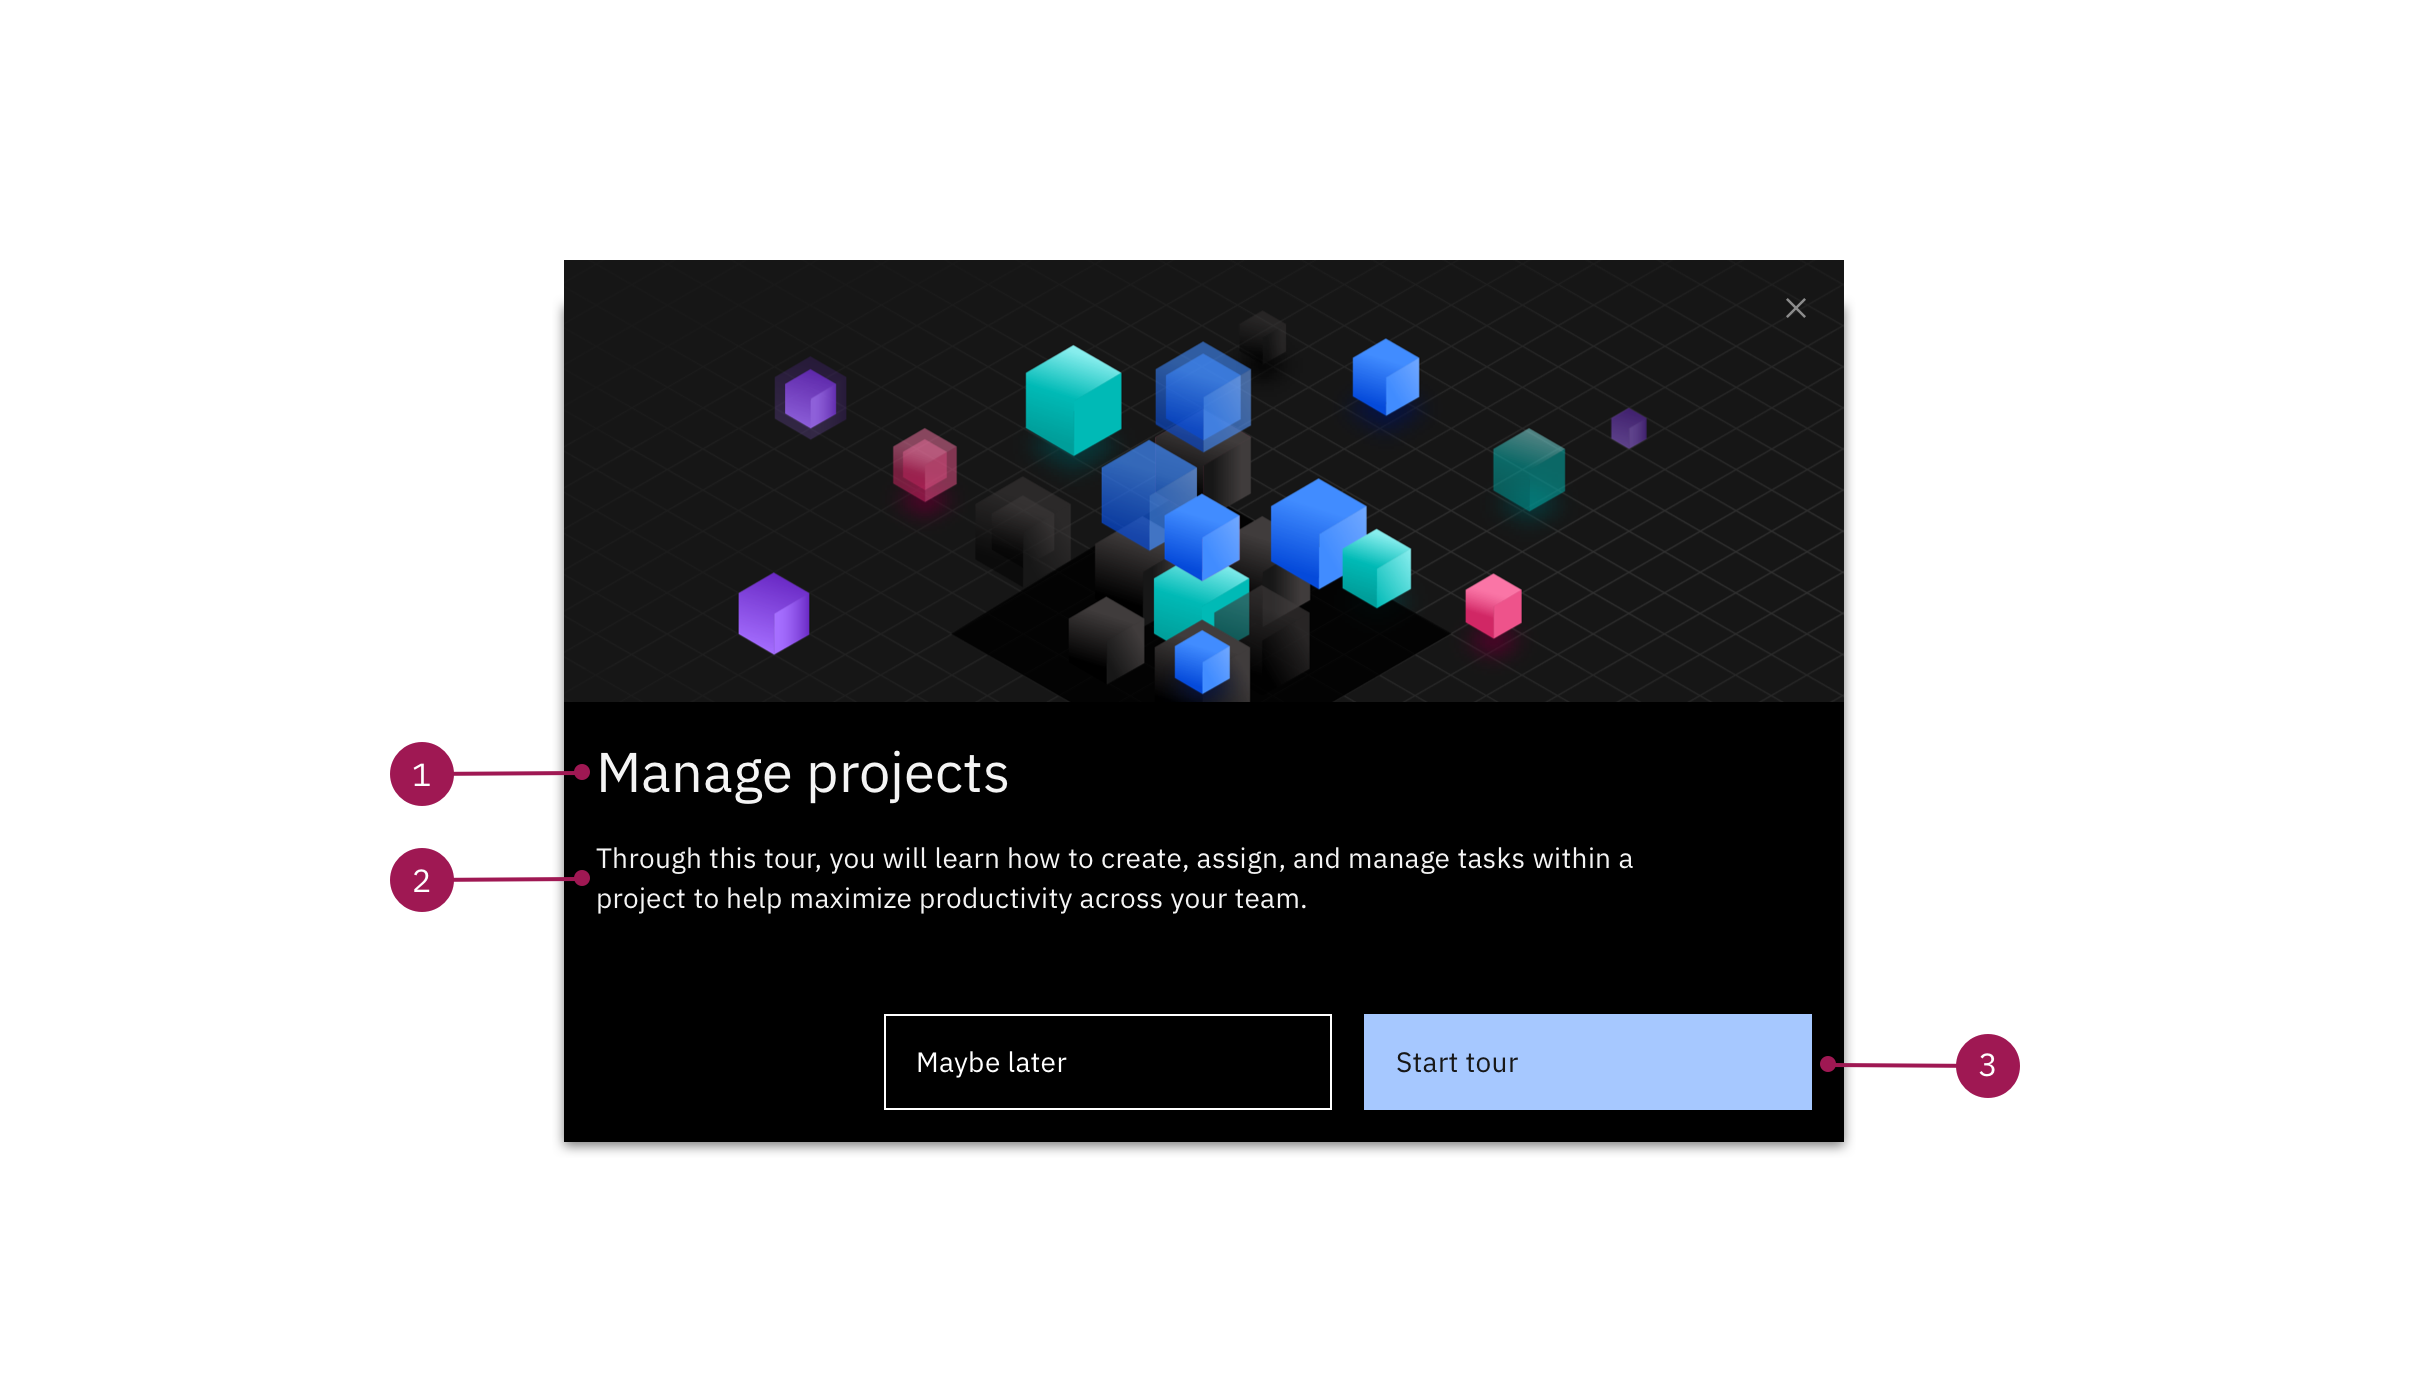 1
Manage projects
2
Through this tour, you will learn how to create, assign, and manage tasks within a
project to help maximize productivity across your team.
Maybe later
Start tour
3